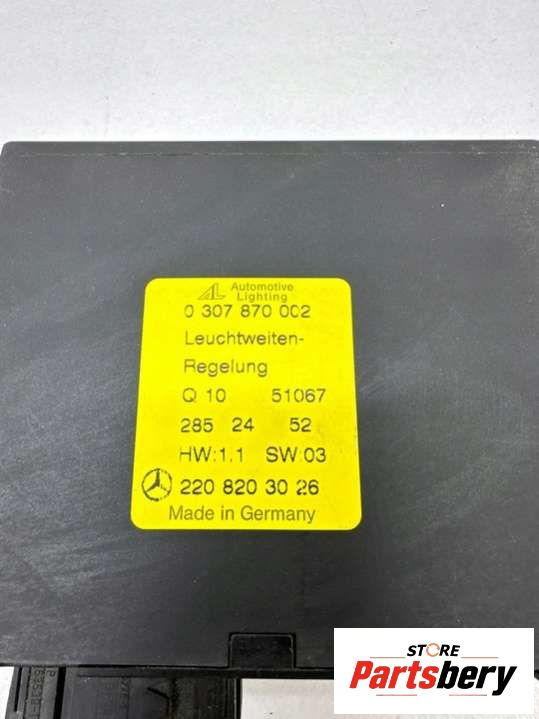 Automotive
Lighting
0 307 870 002
Leuchtweiten-
Regelung
Q 10 51067
285 24 52
HW:1.1 SW:03
220 820 30 26
Made in Germany
STORE
Partsbery